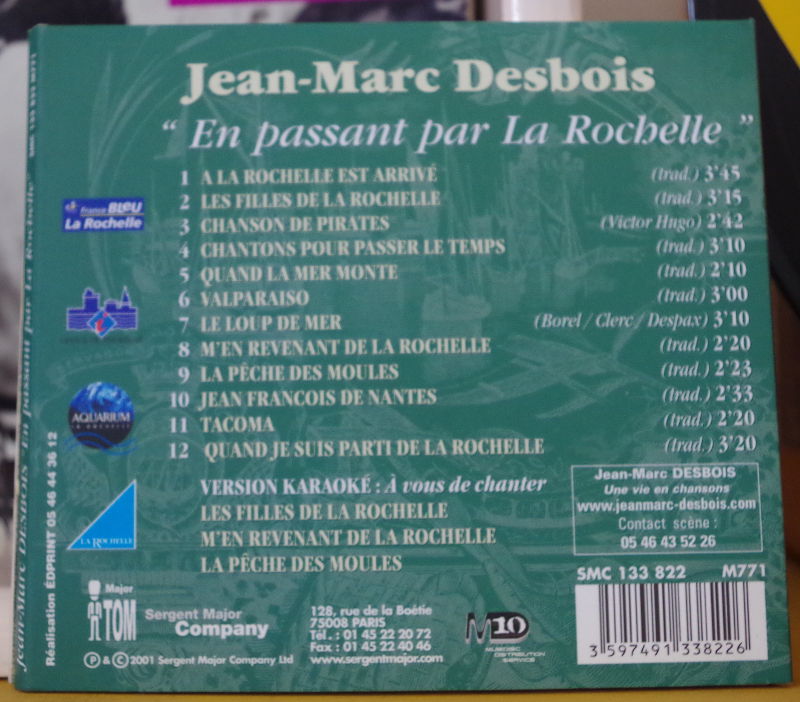 Jean-Marc Desbois
" En passant par La Rochelle "
1 A LA ROCHELLE EST ARRIVÉ (trad.) 3'45
2 LES FILLES DE LA ROCHELLE (trad.) 3'15
3 CHANSON DE PIRATES (Victor Hugo) 2'42
4 CHANTONS POUR PASSER LE TEMPS (trad.) 3'10
5 QUAND LA MER MONTE (trad.) 2'10
6 VALPARAISO (trad.) 3'00
7 LE LOUP DE MER (Borel / Clerc / Despax) 3'10
8 M'EN REVENANT DE LA ROCHELLE (trad.) 2'20
9 LA PÊCHE DES MOULES (trad.) 2'23
10 JEAN FRANCOIS DE NANTES (trad.) 2'33
11 TACOMA (trad.) 2'20
12 QUAND JE SUIS PARTI DE LA ROCHELLE (trad.) 3'20
VERSION KARAOKÉ : À vous de chanter
LES FILLES DE LA ROCHELLE
M'EN REVENANT DE LA ROCHELLE
LA PÊCHE DES MOULES
Jean-Marc DESBOIS
Une vie en chansons
www.jeanmarc-desbois.com
Contact scène :
05 46 43 52 26
SMC 133 822 M771
3 597491 338226
france BLEU
La Rochelle
AQUARIUM
LA ROCHELLE
LA ROCHELLE
Réalisation ÉDPRINT 05 46 44 36 12
Major
TOM
Sergent Major
Company
℗ & © 2001 Sergent Major Company Ltd
128, rue de la Boëtie
75008 PARIS
Tél. : 01 45 22 20 72
Fax : 01 45 22 40 46
www.sergentmajor.com
M10
MUSIDISC
DISTRIBUTION
SERVICE
Jean-Marc DESBOIS "En passant par La Rochelle" SMC 133 822 M771